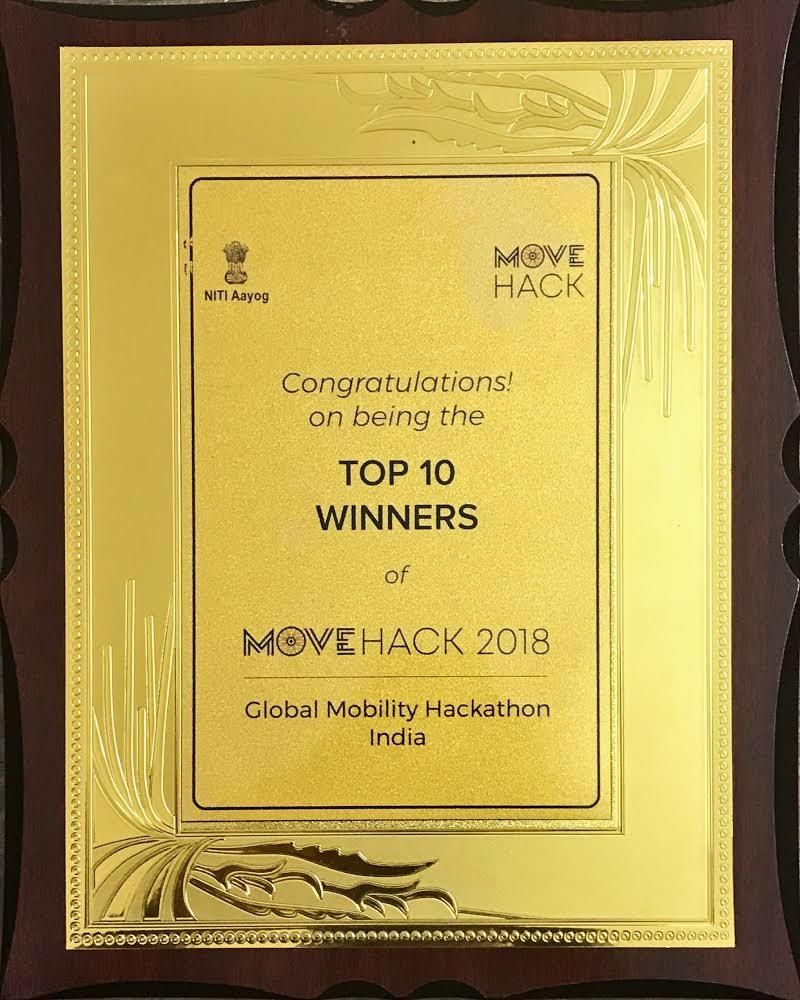 NITI Aayog
MOVE
HACK
Congratulations!
on being the
TOP 10
WINNERS
of
MOVEHACK 2018
Global Mobility Hackathon
India